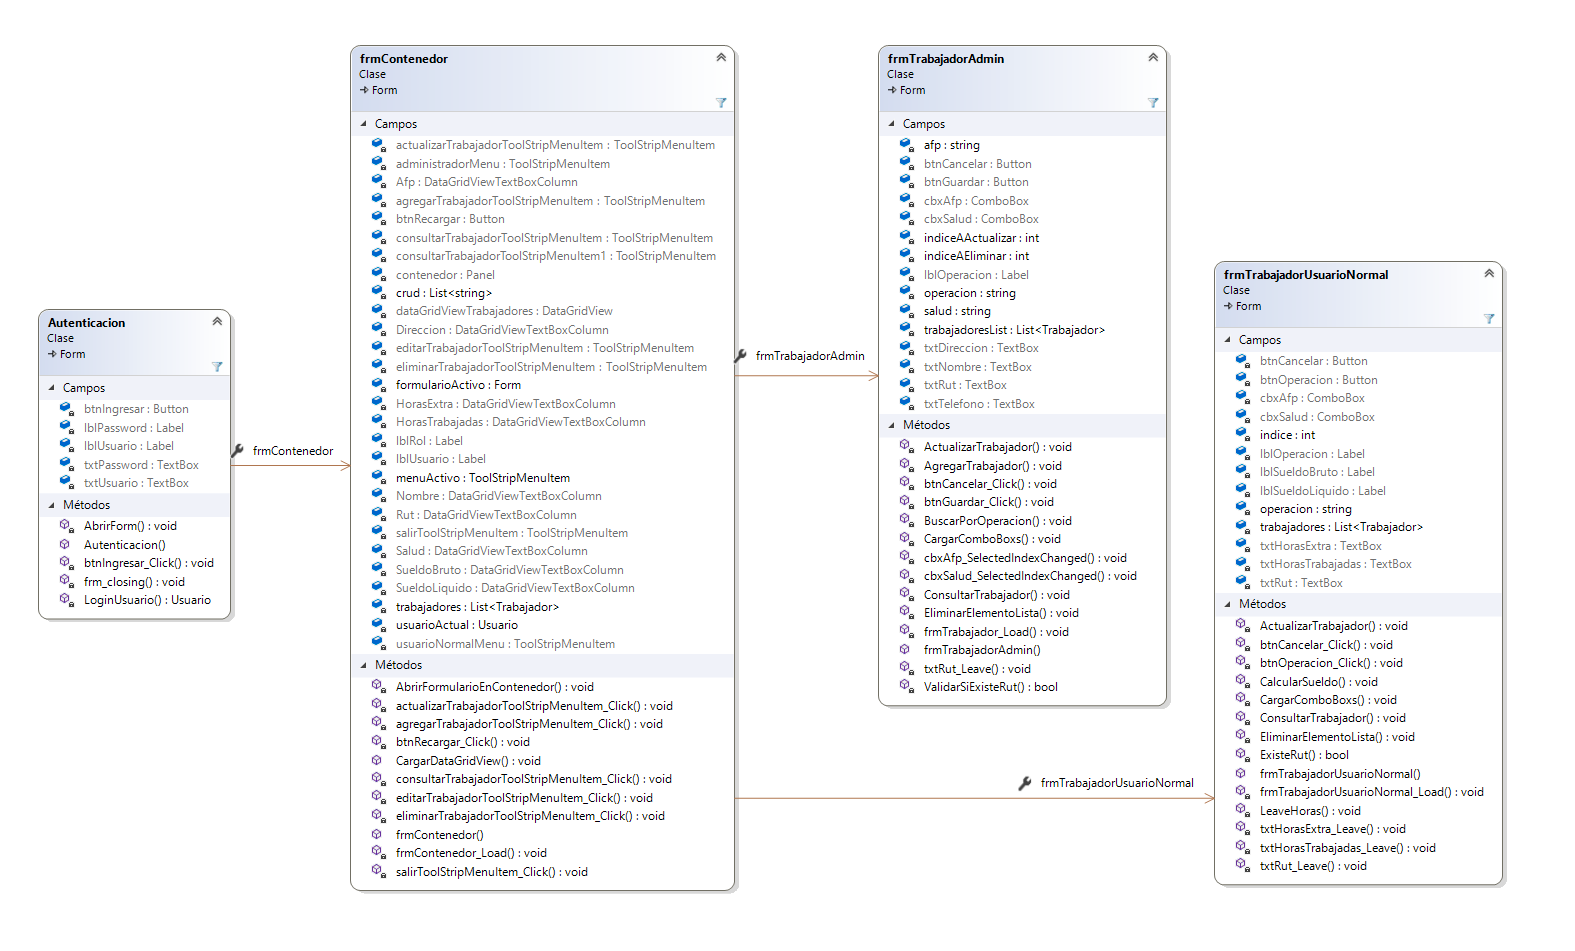 Autenticacion
Clase
Form
Campos
btnIngresar : Button
lblPassword : Label
lblUsuario : Label
txtPassword : TextBox
txtUsuario : TextBox
Métodos
AbrirForm() : void
Autenticacion()
btnIngresar_Click() : void
frm_closing() : void
LoginUsuario() : Usuario
frmContenedor
frmContenedor
Clase
Form
Campos
actualizarTrabajadorToolStripMenuItem : ToolStripMenuItem
administradorMenu : ToolStripMenuItem
Afp : DataGridViewTextBoxColumn
agregarTrabajadorToolStripMenuItem : ToolStripMenuItem
btnRecargar : Button
consultarTrabajadorToolStripMenuItem : ToolStripMenuItem
consultarTrabajadorToolStripMenuItem1 : ToolStripMenuItem
contenedor : Panel
crud : List<string>
dataGridViewTrabajadores : DataGridView
Direccion : DataGridViewTextBoxColumn
editarTrabajadorToolStripMenuItem : ToolStripMenuItem
eliminarTrabajadorToolStripMenuItem : ToolStripMenuItem
formularioActivo : Form
HorasExtra : DataGridViewTextBoxColumn
HorasTrabajadas : DataGridViewTextBoxColumn
lblRol : Label
lblUsuario : Label
menuActivo : ToolStripMenuItem
Nombre : DataGridViewTextBoxColumn
Rut : DataGridViewTextBoxColumn
salirToolStripMenuItem : ToolStripMenuItem
Salud : DataGridViewTextBoxColumn
SueldoBruto : DataGridViewTextBoxColumn
SueldoLiquido : DataGridViewTextBoxColumn
trabajadores : List<Trabajador>
usuarioActual : Usuario
usuarioNormalMenu : ToolStripMenuItem
Métodos
AbrirFormularioEnContenedor() : void
actualizarTrabajadorToolStripMenuItem_Click() : void
agregarTrabajadorToolStripMenuItem_Click() : void
btnRecargar_Click() : void
CargarDataGridView() : void
consultarTrabajadorToolStripMenuItem_Click() : void
editarTrabajadorToolStripMenuItem_Click() : void
eliminarTrabajadorToolStripMenuItem_Click() : void
frmContenedor()
frmContenedor_Load() : void
salirToolStripMenuItem_Click() : void
frmTrabajadorAdmin
frmTrabajadorUsuarioNormal
frmTrabajadorAdmin
Clase
Form
Campos
afp : string
btnCancelar : Button
btnGuardar : Button
cbxAfp : ComboBox
cbxSalud : ComboBox
indiceAActualizar : int
indiceAEliminar : int
lblOperacion : Label
operacion : string
salud : string
trabajadoresList : List<Trabajador>
txtDireccion : TextBox
txtNombre : TextBox
txtRut : TextBox
txtTelefono : TextBox
Métodos
ActualizarTrabajador() : void
AgregarTrabajador() : void
btnCancelar_Click() : void
btnGuardar_Click() : void
BuscarPorOperacion() : void
CargarComboBoxs() : void
cbxAfp_SelectedIndexChanged() : void
cbxSalud_SelectedIndexChanged() : void
ConsultarTrabajador() : void
EliminarElementoLista() : void
frmTrabajador_Load() : void
frmTrabajadorAdmin()
txtRut_Leave() : void
ValidarSiExisteRut() : bool
frmTrabajadorUsuarioNormal
Clase
Form
Campos
btnCancelar : Button
btnOperacion : Button
cbxAfp : ComboBox
cbxSalud : ComboBox
indice : int
lblOperacion : Label
lblSueldoBruto : Label
lblSueldoLiquido : Label
operacion : string
trabajadores : List<Trabajador>
txtHorasExtra : TextBox
txtHorasTrabajadas : TextBox
txtRut : TextBox
Métodos
ActualizarTrabajador() : void
btnCancelar_Click() : void
btnOperacion_Click() : void
CalcularSueldo() : void
CargarComboBoxs() : void
ConsultarTrabajador() : void
EliminarElementoLista() : void
ExisteRut() : bool
frmTrabajadorUsuarioNormal()
frmTrabajadorUsuarioNormal_Load() : void
LeaveHoras() : void
txtHorasExtra_Leave() : void
txtHorasTrabajadas_Leave() : void
txtRut_Leave() : void